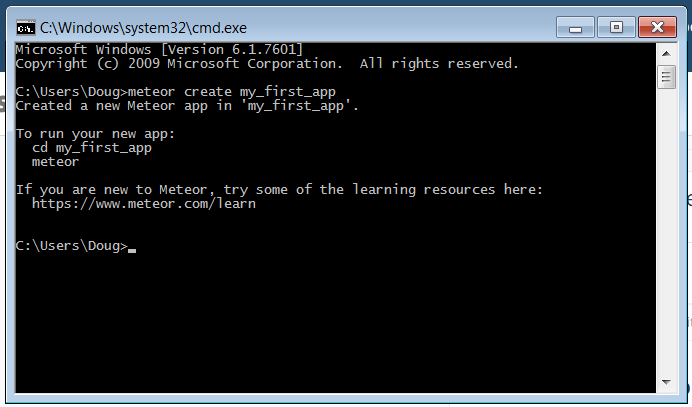 C:\Windows\system32\cmd.exe
Microsoft Windows [Version 6.1.7601]
Copyright (c) 2009 Microsoft Corporation.  All rights reserved.
C:\Users\Doug>meteor create my_first_app
Created a new Meteor app in 'my_first_app'.
To run your new app:
  cd my_first_app
  meteor
If you are new to Meteor, try some of the learning resources here:
  https://www.meteor.com/learn
C:\Users\Doug>